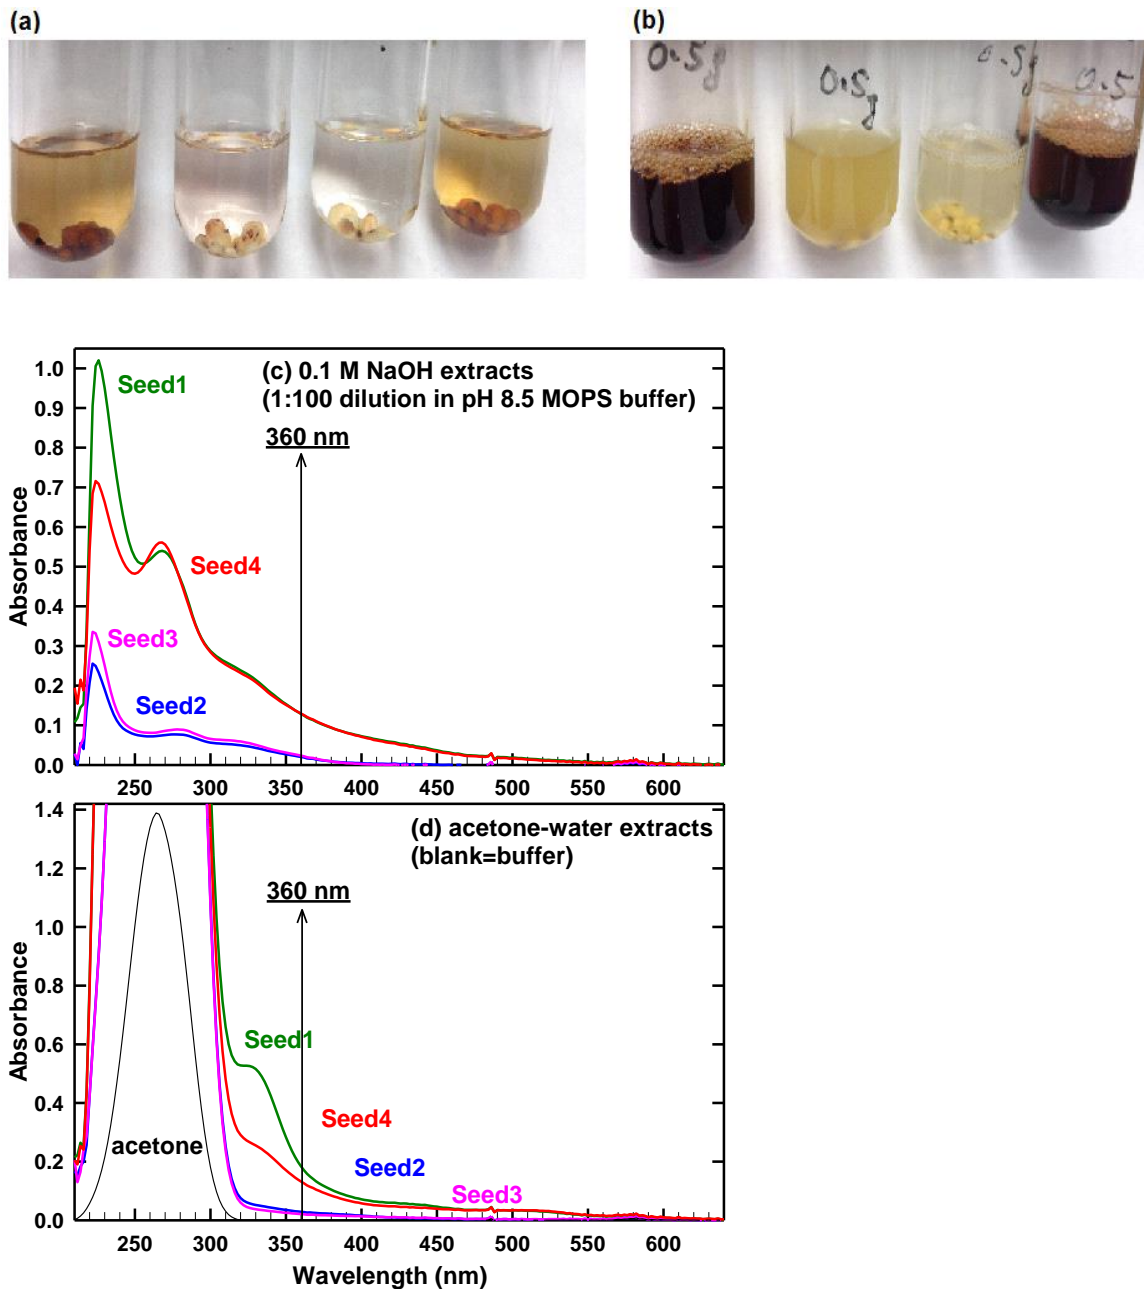 (a)
(b)
0.5g
0.5g
0.5g
0.5
(c) 0.1 M NaOH extracts
(1:100 dilution in pH 8.5 MOPS buffer)
Seed1
360 nm
Seed4
Seed3
Seed2
Absorbance
1.0
0.9
0.8
0.7
0.6
0.5
0.4
0.3
0.2
0.1
0.0
250 300 350 400 450 500 550 600
(d) acetone-water extracts
(blank=buffer)
360 nm
Seed1
Seed4
Seed2
Seed3
acetone
Absorbance
1.4
1.2
1.0
0.8
0.6
0.4
0.2
0.0
250 300 350 400 450 500 550 600
Wavelength (nm)